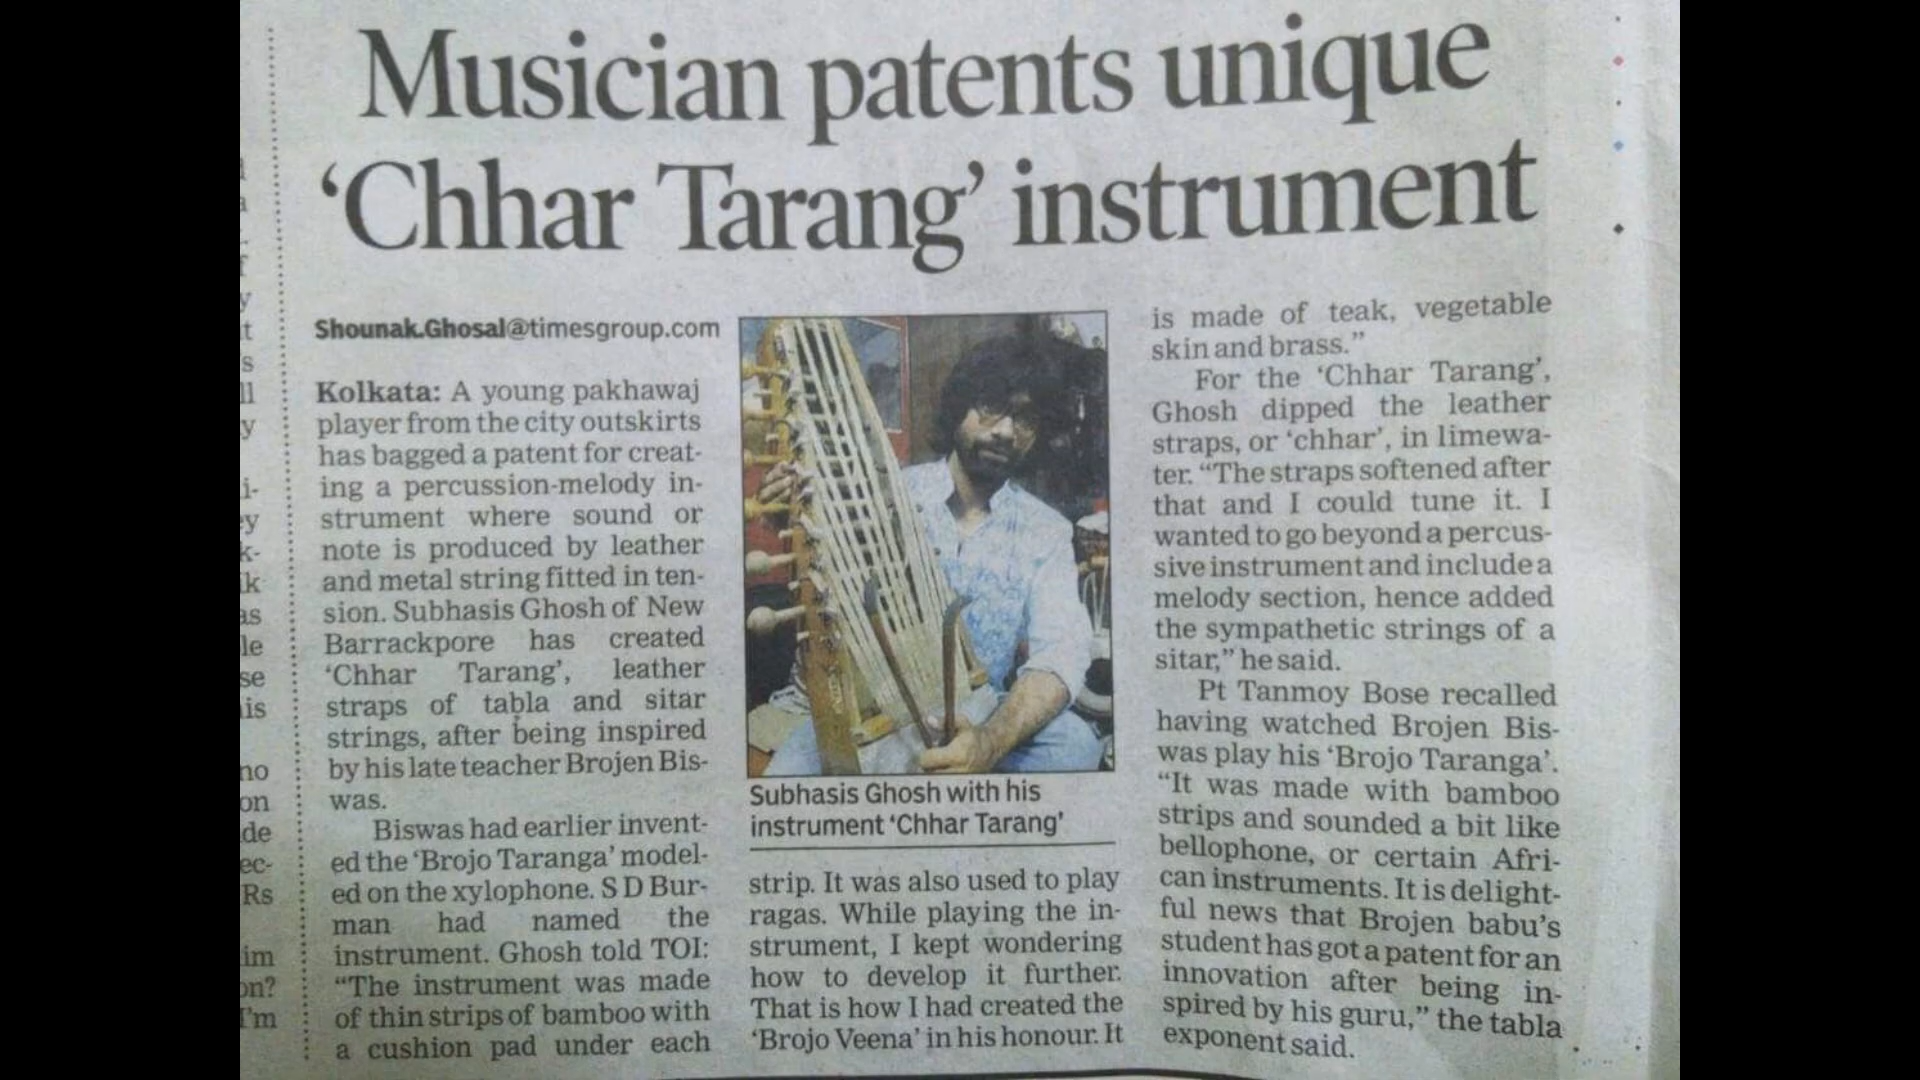 Musician patents unique
‘Chhar Tarang’ instrument
Shounak.Ghosal@timesgroup.com
Kolkata: A young pakhawaj
player from the city outskirts
has bagged a patent for creat-
ing a percussion-melody in-
strument where sound or
note is produced by leather
and metal string fitted in ten-
sion. Subhasis Ghosh of New
Barrackpore has created
‘Chhar Tarang’, leather
straps of tabla and sitar
strings, after being inspired
by his late teacher Brojen Bis-
was.
Biswas had earlier invent-
ed the ‘Brojo Taranga’ model-
ed on the xylophone. S D Bur-
man had named the
instrument. Ghosh told TOI:
“The instrument was made
of thin strips of bamboo with
a cushion pad under each
Subhasis Ghosh with his
instrument ‘Chhar Tarang’
strip. It was also used to play
ragas. While playing the in-
strument, I kept wondering
how to develop it further.
That is how I had created the
‘Brojo Veena’ in his honour. It
is made of teak, vegetable
skin and brass.”
For the ‘Chhar Tarang’,
Ghosh dipped the leather
straps, or ‘chhar’, in limewa-
ter. “The straps softened after
that and I could tune it. I
wanted to go beyond a percus-
sive instrument and include a
melody section, hence added
the sympathetic strings of a
sitar,” he said.
Pt Tanmoy Bose recalled
having watched Brojen Bis-
was play his ‘Brojo Taranga’.
“It was made with bamboo
strips and sounded a bit like
bellophone, or certain Afri-
can instruments. It is delight-
ful news that Brojen babu’s
student has got a patent for an
innovation after being in-
spired by his guru,” the tabla
exponent said.